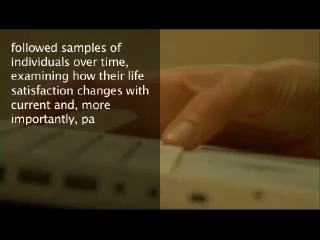 followed samples of
individuals over time,
examining how their life
satisfaction changes with
current and, more
importantly, pa